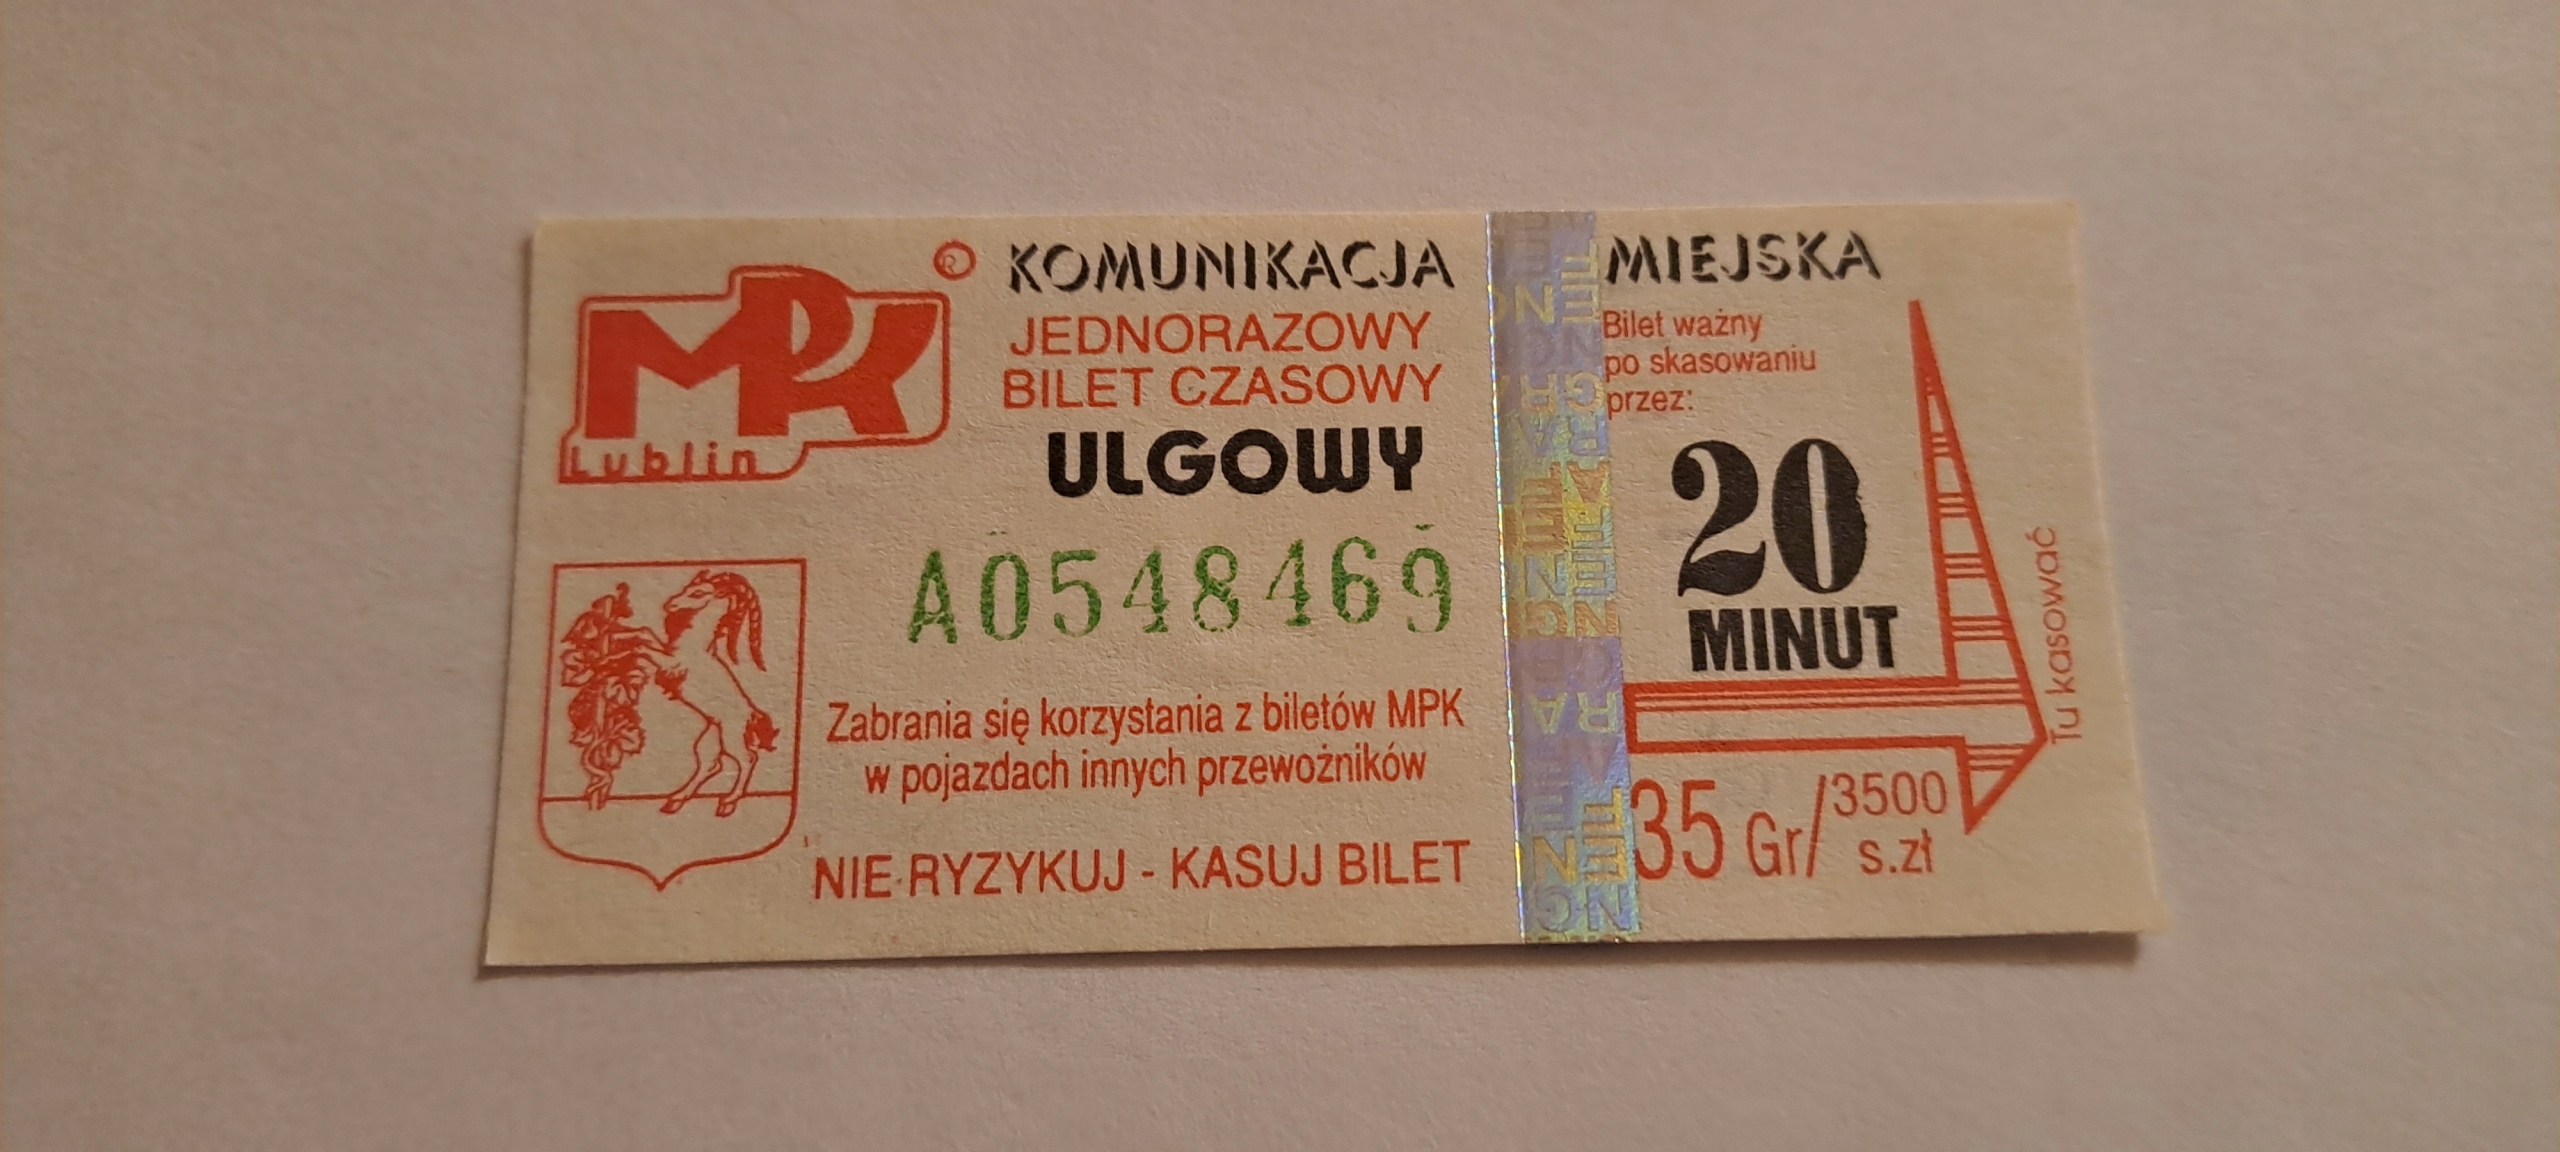 MPK
Lublin
®
KOMUNIKACJA MIEJSKA
JEDNORAZOWY
BILET CZASOWY
ULGOWY
A0548469
Zabrania się korzystania z biletów MPK
w pojazdach innych przewoźników
NIE RYZYKUJ - KASUJ BILET
Bilet ważny
po skasowaniu
przez:
20
MINUT
35 Gr/3500
s.zł
Tu kasować